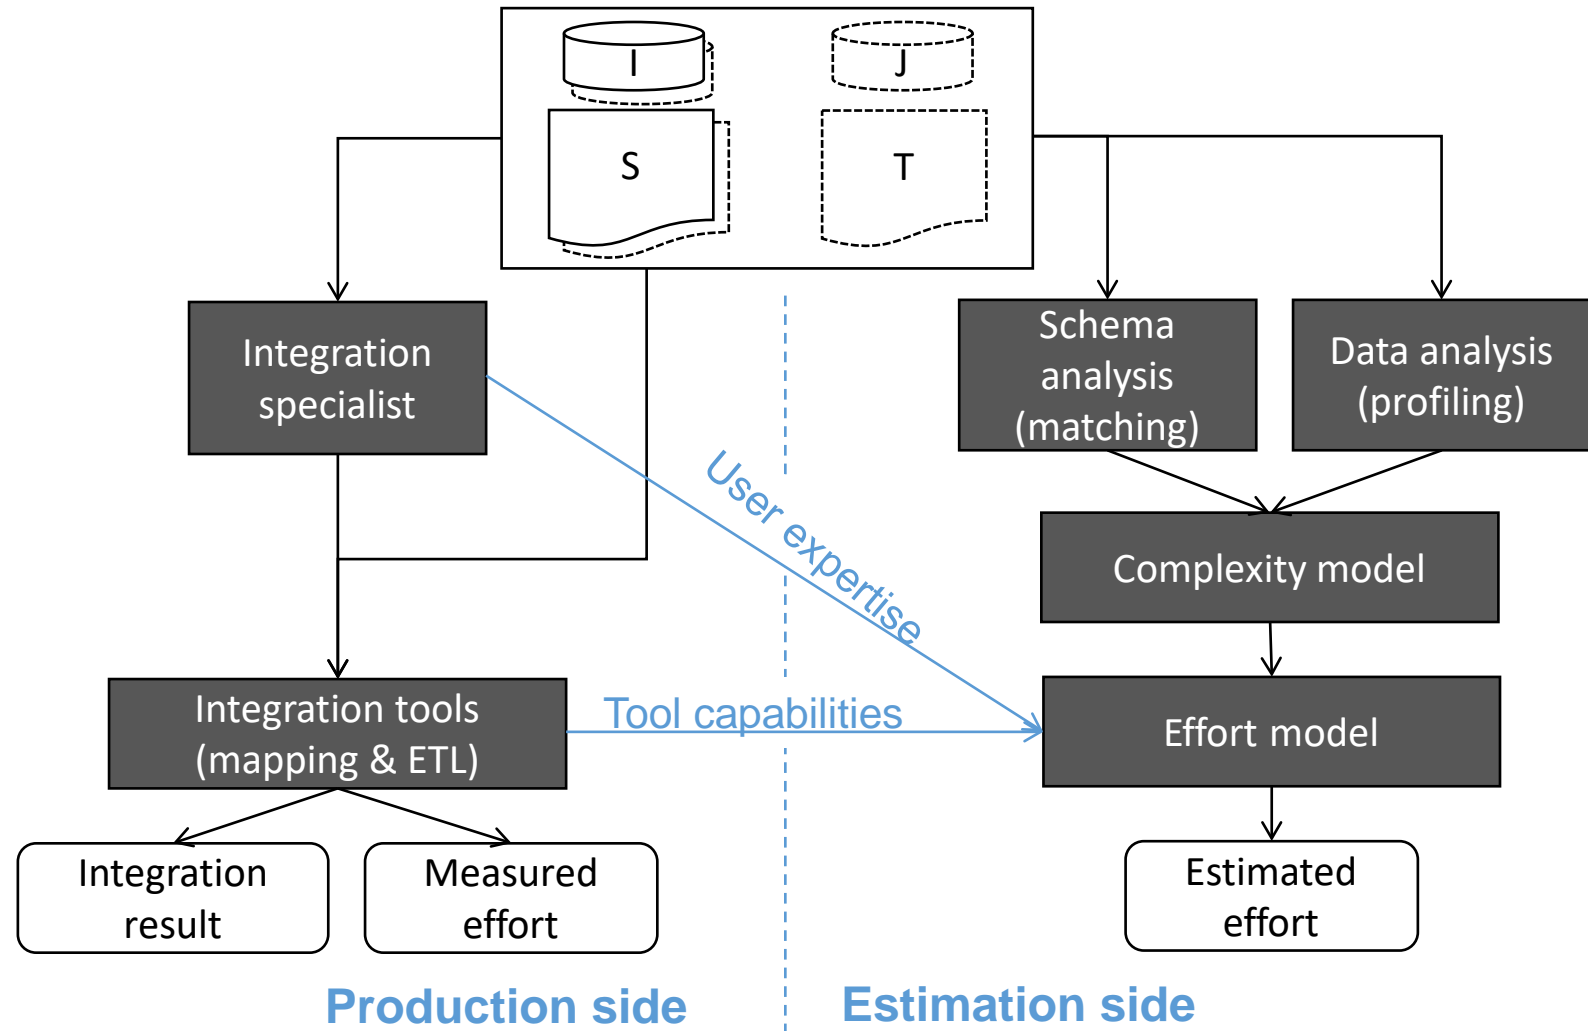 I
J
S
T
Integration
specialist
Schema
analysis
(matching)
Data analysis
(profiling)
User expertise
Complexity model
Integration tools
(mapping & ETL)
Tool capabilities
Effort model
Integration
result
Measured
effort
Estimated
effort
Production side
Estimation side